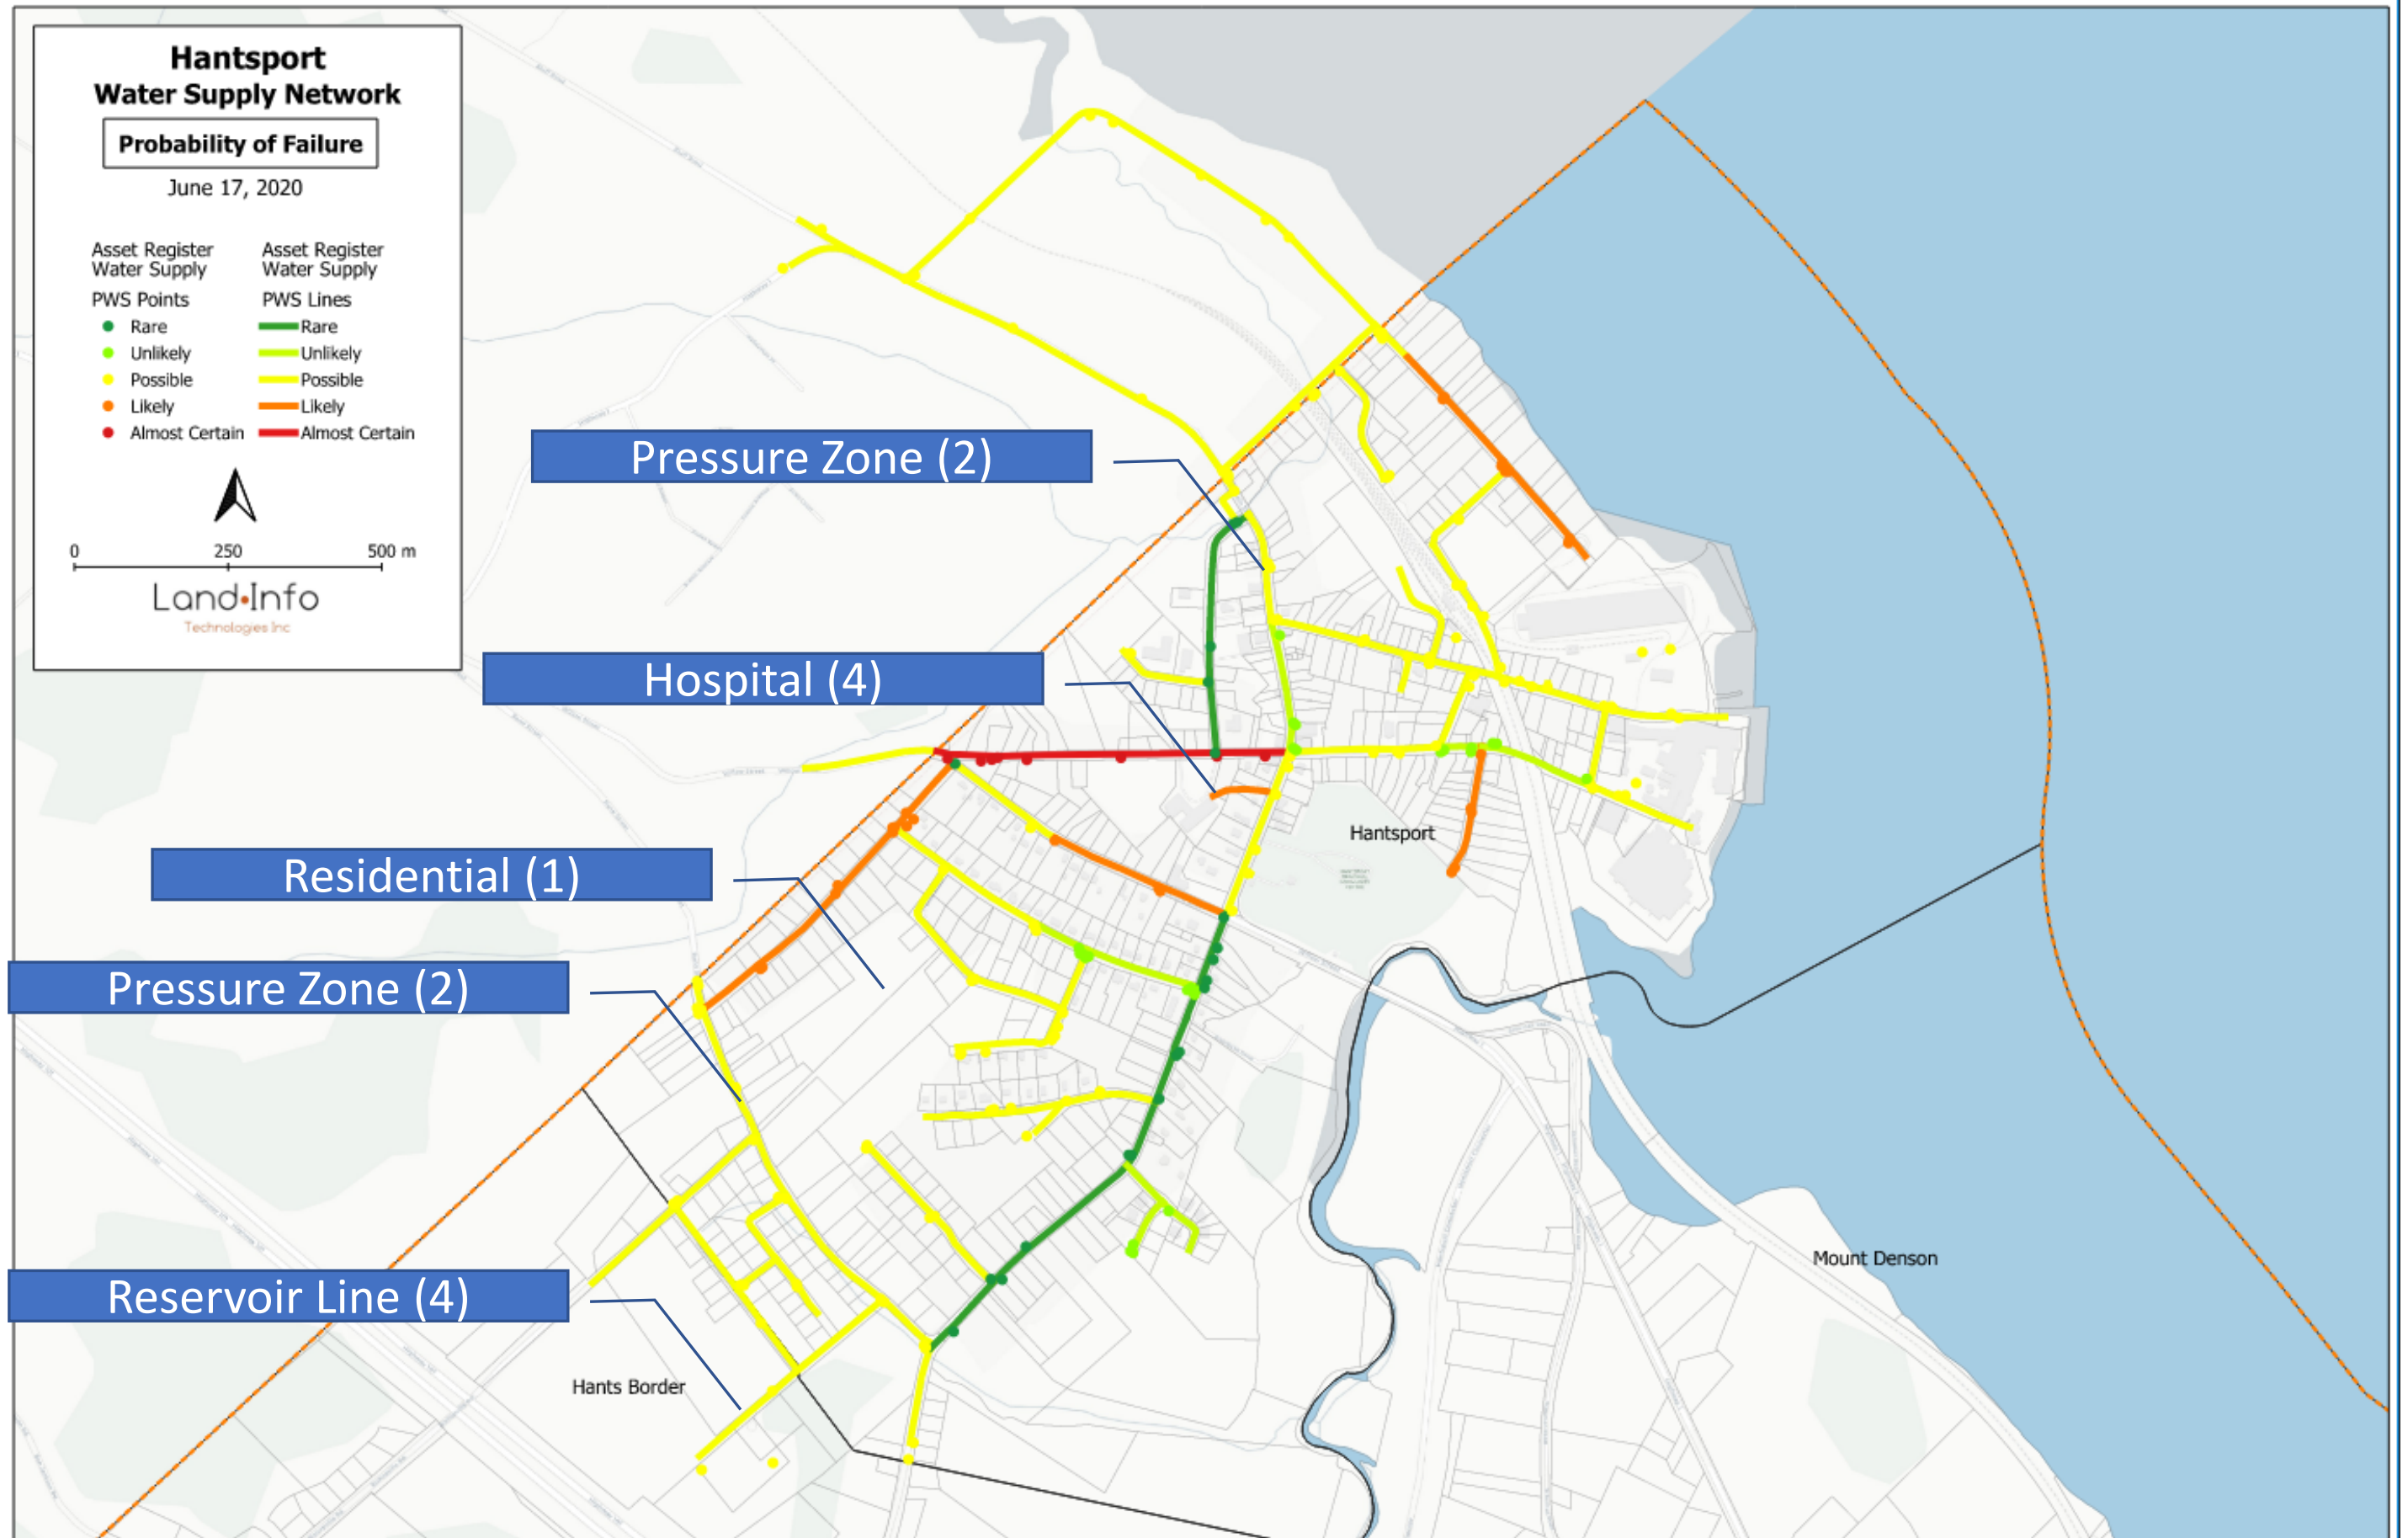 Hantsport
Water Supply Network
Probability of Failure
June 17, 2020
Asset Register
Water Supply
Asset Register
Water Supply
PWS Points
PWS Lines
Rare
Rare
Unlikely
Unlikely
Possible
Possible
Likely
Likely
Almost Certain
Almost Certain
0 250 500 m
Land•Info
Technologies Inc
Pressure Zone (2)
Hospital (4)
Hantsport
Residential (1)
Pressure Zone (2)
Mount Denson
Reservoir Line (4)
Hants Border